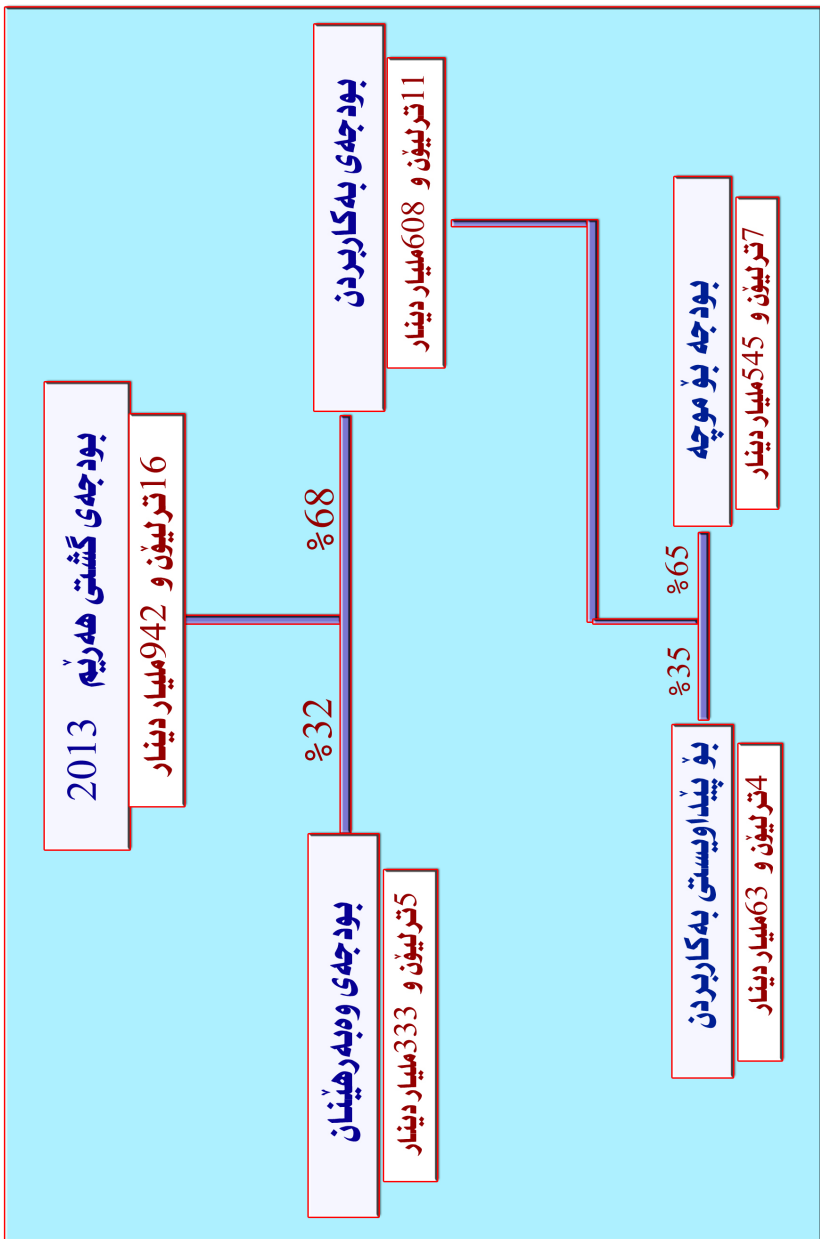 بودجەی گشتی هەرێم 2013
16ترلیۆن و 942ملیار دینار
%68
%32
بودجەی بەکاربردن
11ترلیۆن و 608ملیار دینار
بودجەی وەبەرهێنان
5ترلیۆن و 333ملیار دینار
%65
%35
بودجە بۆ موچە
7ترلیۆن و 545ملیار دینار
بۆ پێداویستی بەکاربردن
4ترلیۆن و 63ملیار دینار